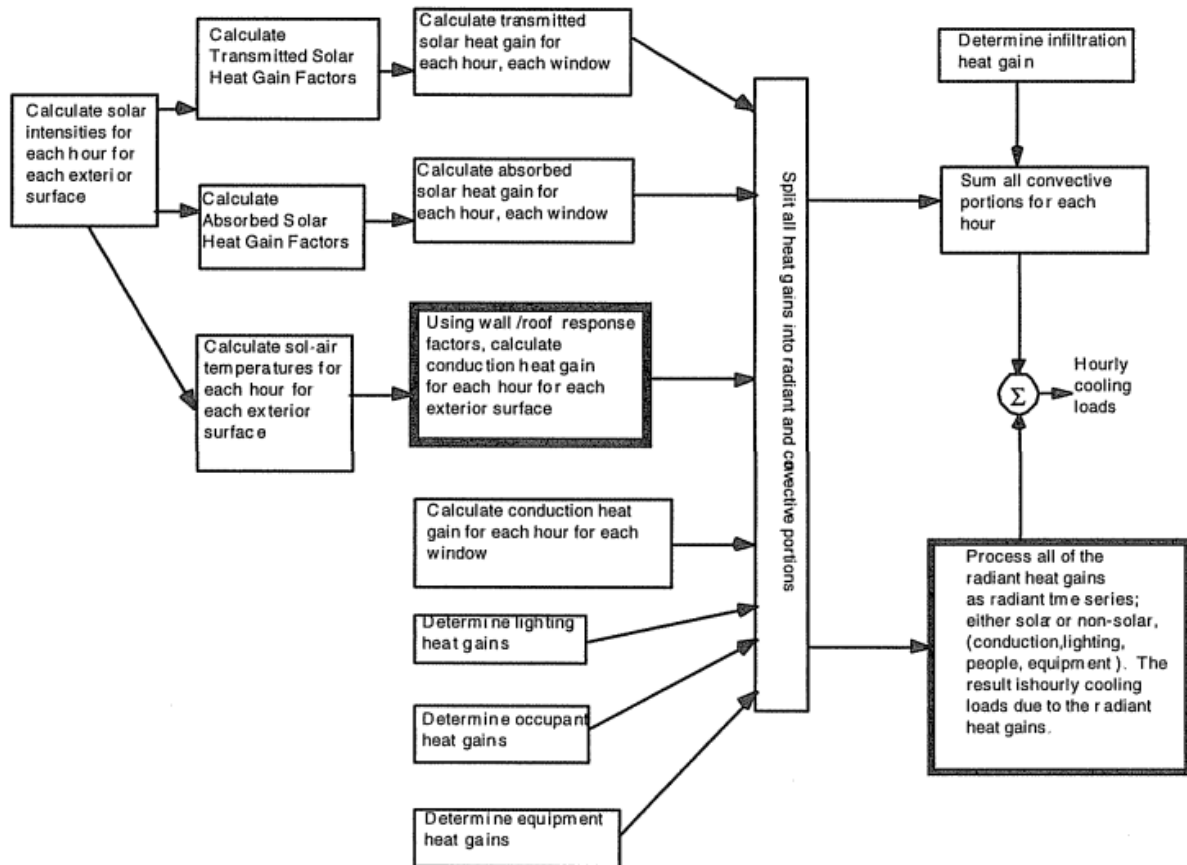 Calculate solar
intensities for
each hour for
each exterior
surface
Calculate
Transmitted Solar
Heat Gain Factors
Calculate transmitted
solar heat gain for
each hour, each window
Calculate
Absorbed Solar
Heat Gain Factors
Calculate absorbed
solar heat gain for
each hour, each window
Calculate sol-air
temperatures for
each hour for
each exterior
surface
Using wall /roof response
factors, calculate
conduction heat gain
for each hour for each
exterior surface
Calculate conduction heat
gain for each hour for each
window
Determine lighting
heat gains
Determine occupant
heat gains
Determine equipment
heat gains
Split all heat gains into radiant and covective portions
Determine infiltration
heat gain
Sum all convective
portions for each
hour
Σ
Hourly
cooling
loads
Process all of the
radiant heat gains
as radiant tme series;
either solar or non-solar,
(conduction,lighting,
people, equipment ). The
result ishourly cooling
loads due to the radiant
heat gains.